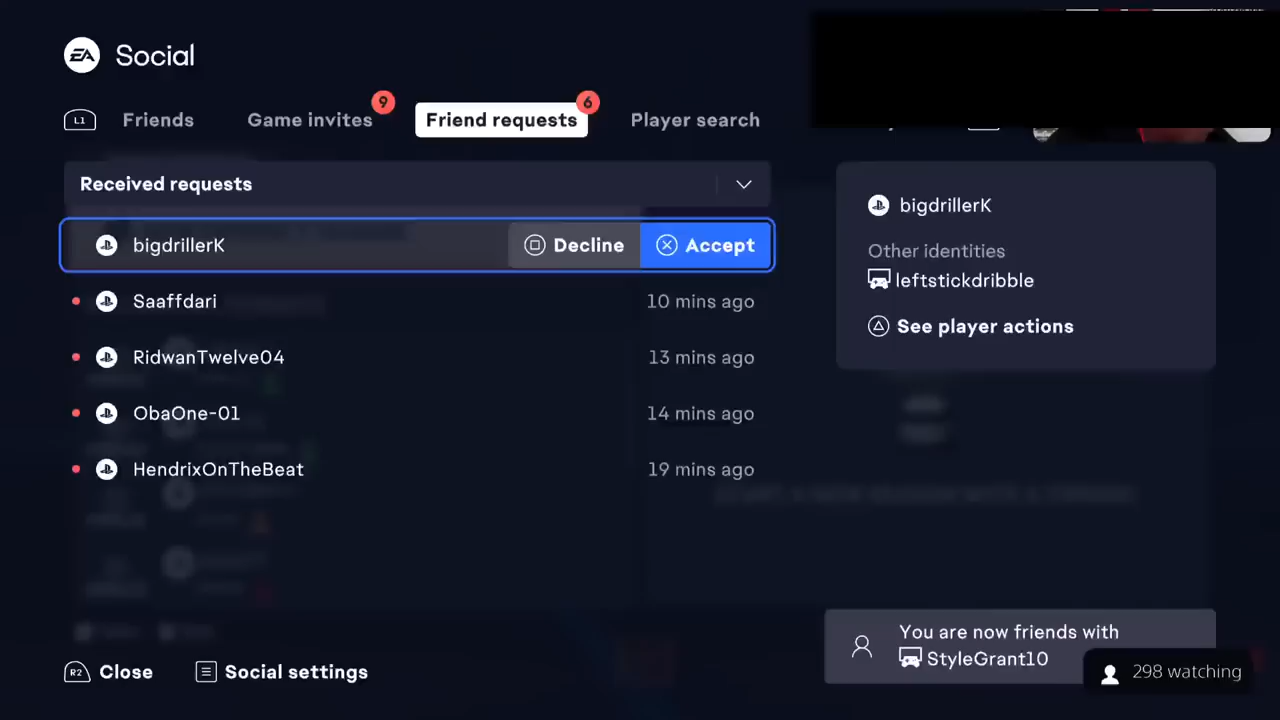 EA Social
L1 Friends Game invites 9 Friend requests 6 Player search
Received requests
bigdrillerK Decline Accept
Saaffdari 10 mins ago
RidwanTwelve04 13 mins ago
ObaOne-01 14 mins ago
HendrixOnTheBeat 19 mins ago
bigdrillerK
Other identities
leftstickdribble
See player actions
You are now friends with
StyleGrant10
298 watching
R2 Close Social settings